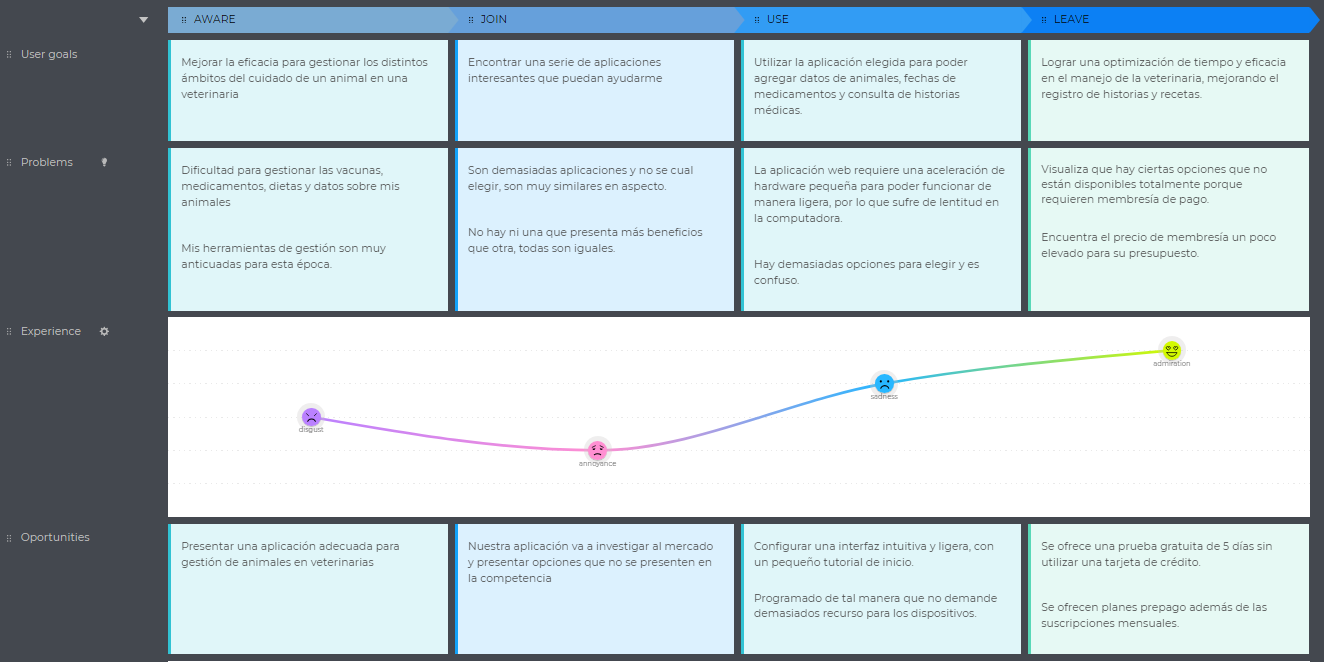 AWARE
JOIN
USE
LEAVE
User goals
Mejorar la eficacia para gestionar los distintos
ámbitos del cuidado de un animal en una
veterinaria
Encontrar una serie de aplicaciones
interesantes que puedan ayudarme
Utilizar la aplicación elegida para poder
agregar datos de animales, fechas de
medicamentos y consulta de historias
médicas.
Lograr una optimización de tiempo y eficacia
en el manejo de la veterinaria, mejorando el
registro de historias y recetas.
Problems
Dificultad para gestionar las vacunas,
medicamentos, dietas y datos sobre mis
animales
Mis herramientas de gestión son muy
anticuadas para esta época.
Son demasiadas aplicaciones y no se cual
elegir, son muy similares en aspecto.
No hay ni una que presenta más beneficios
que otra, todas son iguales.
La aplicación web requiere una aceleración de
hardware pequeña para poder funcionar de
manera ligera, por lo que sufre de lentitud en
la computadora.
Hay demasiadas opciones para elegir y es
confuso.
Visualiza que hay ciertas opciones que no
están disponibles totalmente porque
requieren membresía de pago.
Encuentra el precio de membresía un poco
elevado para su presupuesto.
Experience
disgust
annoyance
sadness
admiration
Oportunities
Presentar una aplicación adecuada para
gestión de animales en veterinarias
Nuestra aplicación va a investigar al mercado
y presentar opciones que no se presenten en
la competencia
Configurar una interfaz intuitiva y ligera, con
un pequeño tutorial de inicio.
Programado de tal manera que no demande
demasiados recurso para los dispositivos.
Se ofrece una prueba gratuita de 5 días sin
utilizar una tarjeta de crédito.
Se ofrecen planes prepago además de las
suscripciones mensuales.